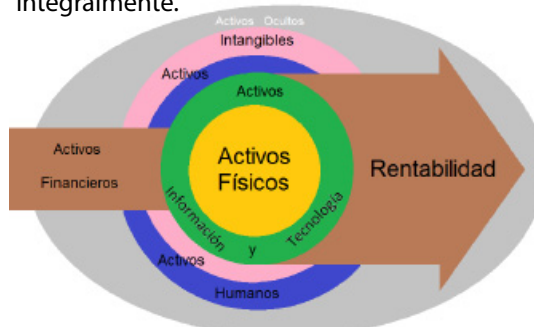 integralmente.
Activos Ocultos
Intangibles
Activos
Activos
Activos
Financieros
Activos
Físicos
Rentabilidad
Información y Tecnología
Activos
Humanos